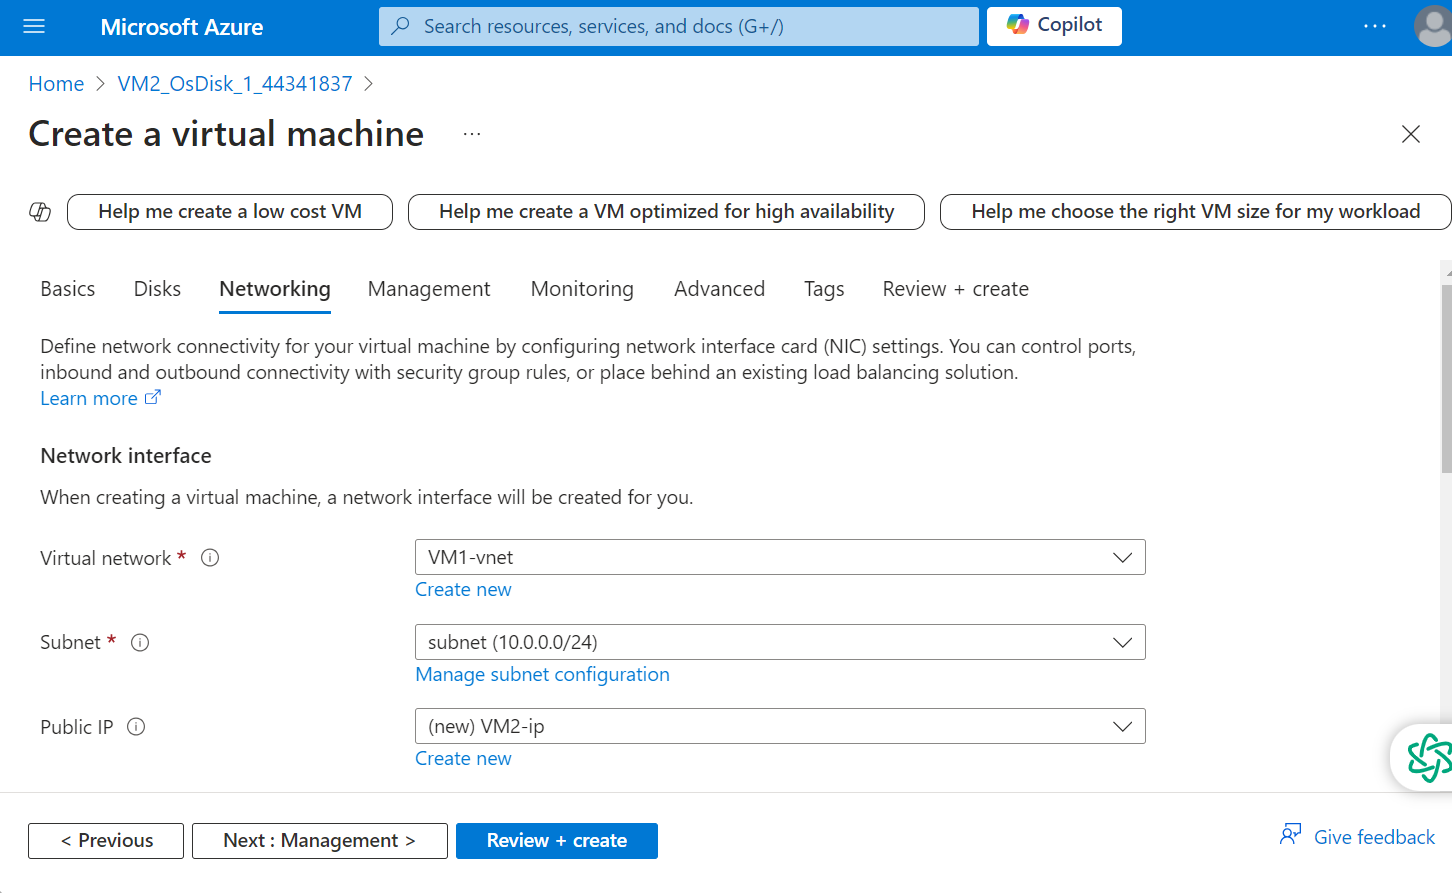 Microsoft Azure
Search resources, services, and docs (G+/)
Copilot
Home > VM2_OsDisk_1_44341837 >
Create a virtual machine ...
Help me create a low cost VM
Help me create a VM optimized for high availability
Help me choose the right VM size for my workload
Basics Disks Networking Management Monitoring Advanced Tags Review + create
Define network connectivity for your virtual machine by configuring network interface card (NIC) settings. You can control ports,
inbound and outbound connectivity with security group rules, or place behind an existing load balancing solution.
Learn more
Network interface
When creating a virtual machine, a network interface will be created for you.
Virtual network * VM1-vnet
Create new
Subnet * subnet (10.0.0.0/24)
Manage subnet configuration
Public IP (new) VM2-ip
Create new
< Previous
Next : Management >
Review + create
Give feedback